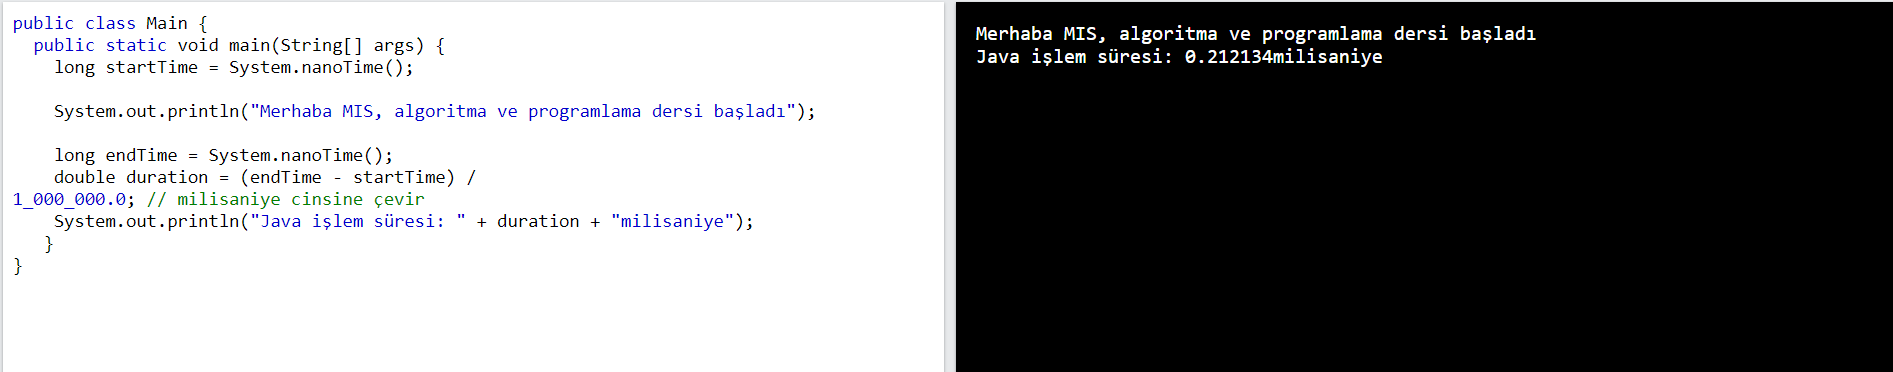 public class Main {
public static void main(String[] args) {
long startTime = System.nanoTime();
System.out.println("Merhaba MIS, algoritma ve programlama dersi başladı");
long endTime = System.nanoTime();
double duration = (endTime - startTime) /
1_000_000.0; // milisaniye cinsine çevir
System.out.println("Java işlem süresi: " + duration + "milisaniye");
}
}
Merhaba MIS, algoritma ve programlama dersi başladı
Java işlem süresi: 0.212134milisaniye